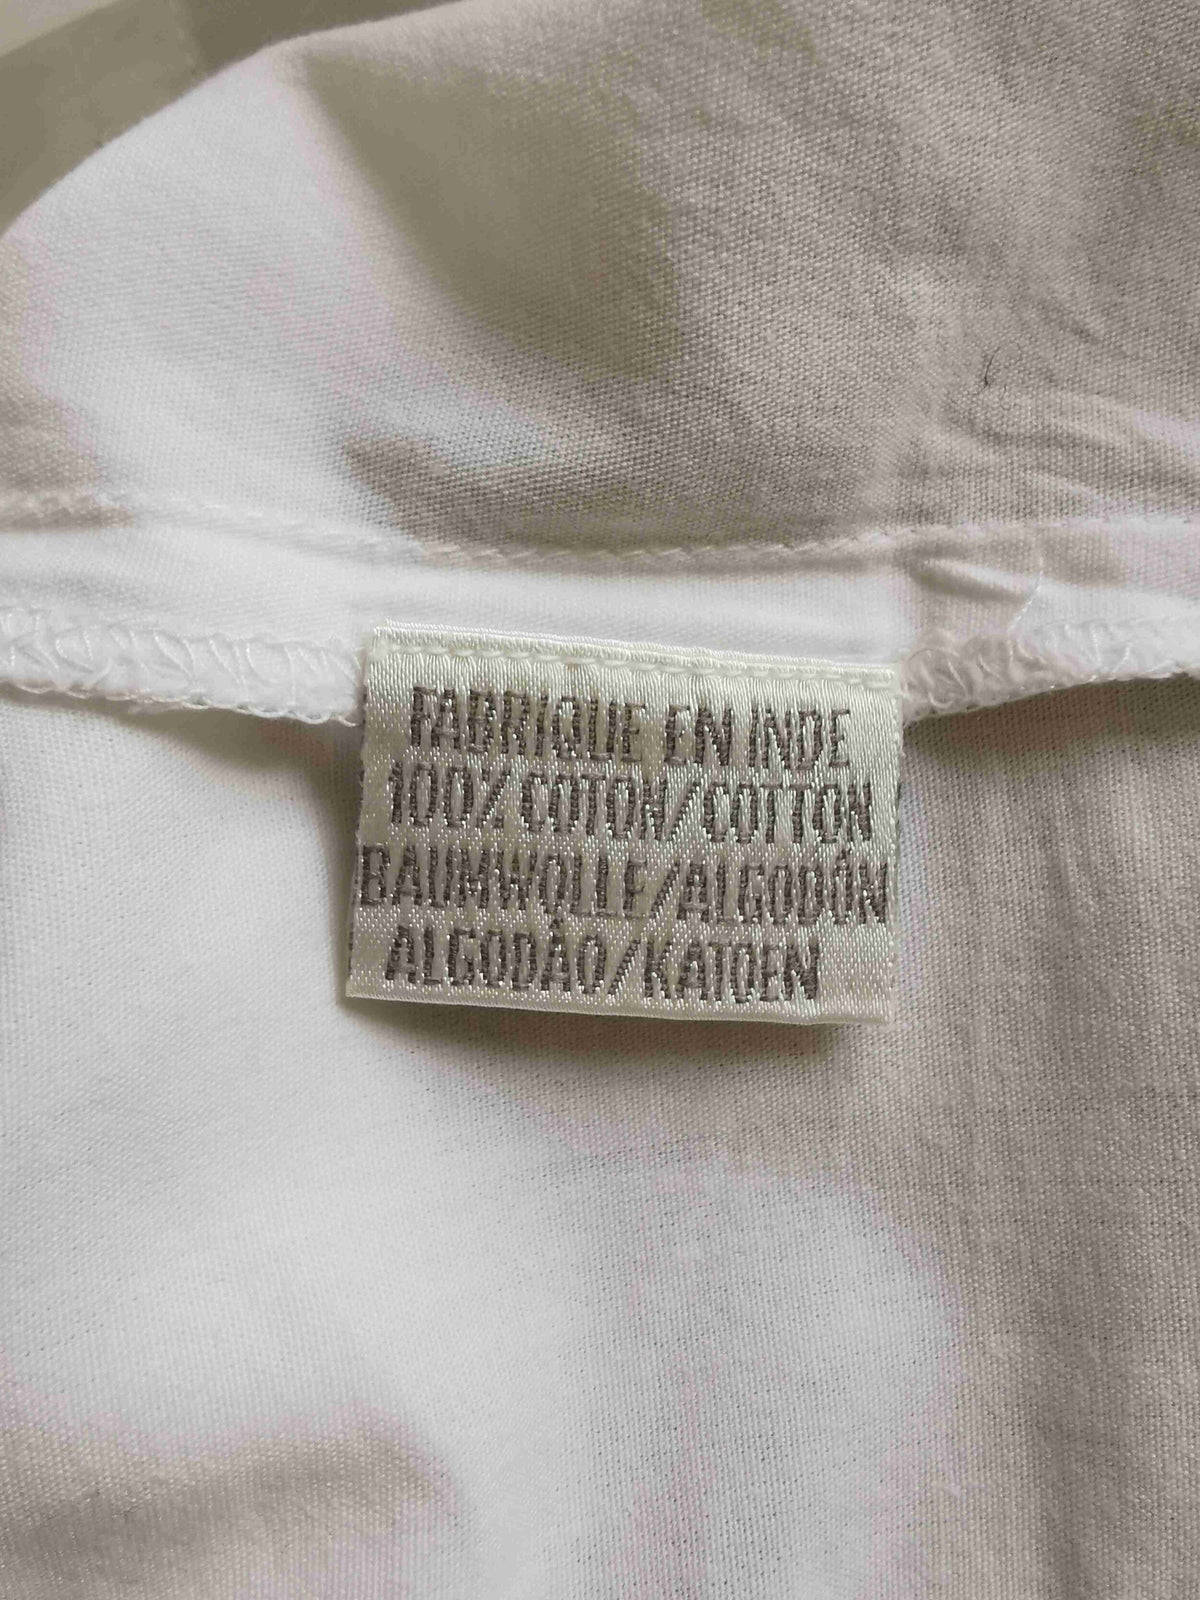 FABRIQUE EN INDE
100% COTON/COTTON
BAUMWOLLE/ALGODÓN
ALGODÃO/KATOEN